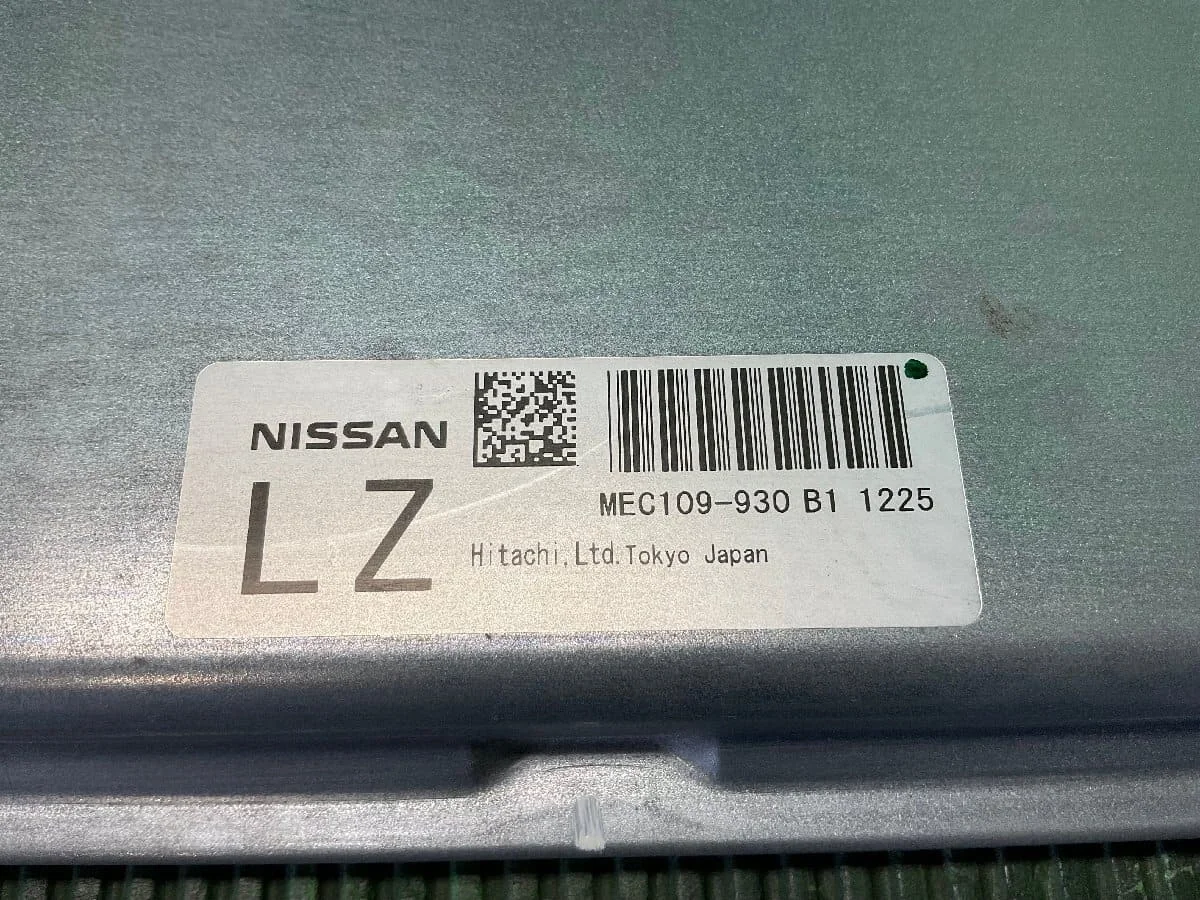 NISSAN
LZ
MEC109-930 B1 1225
Hitachi,Ltd.Tokyo Japan